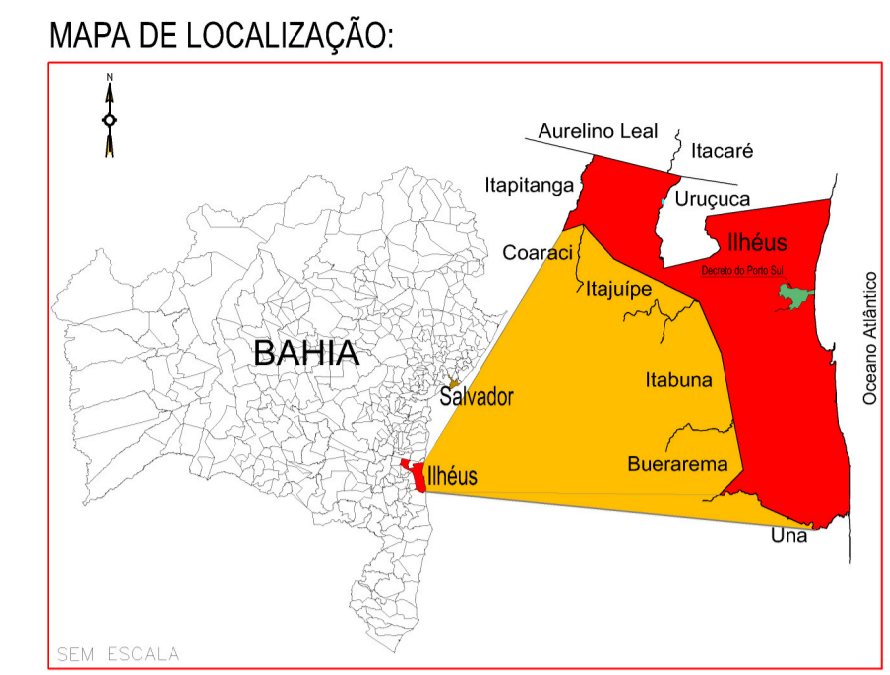 MAPA DE LOCALIZAÇÃO:
N
Aurelino Leal
Itacaré
Itapitanga
Uruçuca
Ilhéus
Coaraci
Decreto do Porto Sul
Itajuípe
Oceano Atlântico
BAHIA
Itabuna
Salvador
Buerarema
Ilhéus
Una
SEM ESCALA